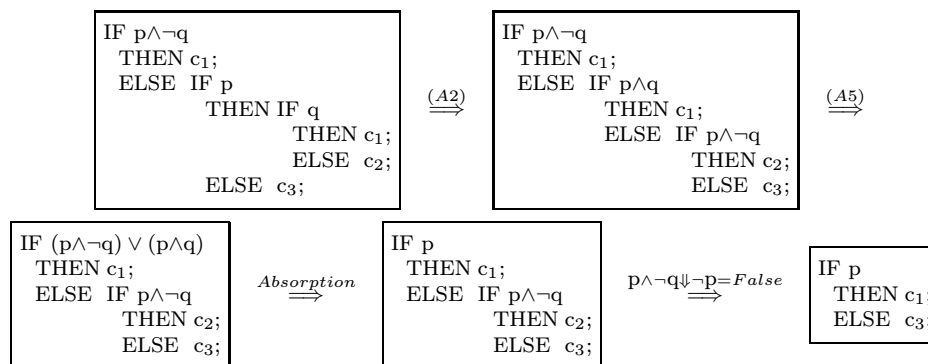 IF p∧¬q
THEN c₁;
ELSE IF p
THEN IF q
THEN c₁;
ELSE c₂;
ELSE c₃;
(A2)
⟹
IF p∧¬q
THEN c₁;
ELSE IF p∧q
THEN c₁;
ELSE IF p∧¬q
THEN c₂;
ELSE c₃;
(A5)
⟹
IF (p∧¬q) ∨ (p∧q)
THEN c₁;
ELSE IF p∧¬q
THEN c₂;
ELSE c₃;
Absorption
⟹
IF p
THEN c₁;
ELSE IF p∧¬q
THEN c₂;
ELSE c₃;
p∧¬q⇓¬p=False
⟹
IF p
THEN c₁;
ELSE c₃;